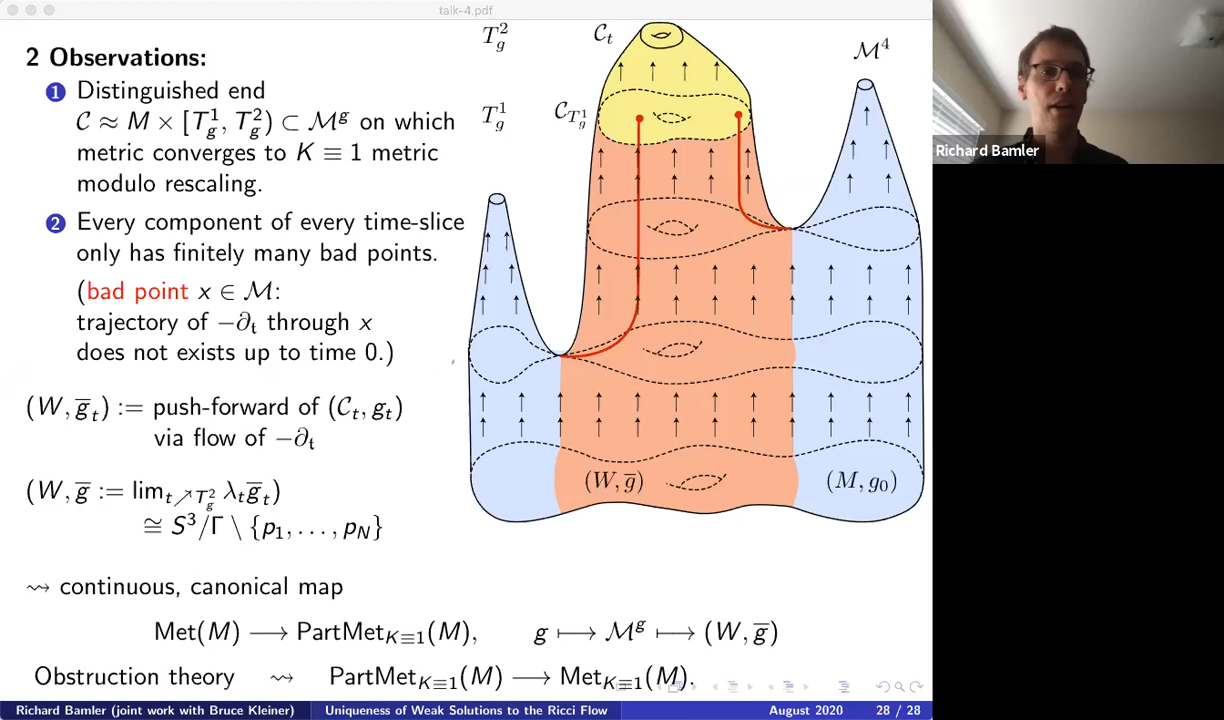 talk-4.pdf
2 Observations:
1 Distinguished end
𝒞 ≈ M × [T_g^1, T_g^2) ⊂ ℳ^g on which
metric converges to K ≡ 1 metric
modulo rescaling.
2 Every component of every time-slice
only has finitely many bad points.
(bad point x ∈ ℳ:
trajectory of −∂_t through x
does not exists up to time 0.)
(W, g̅_t) := push-forward of (𝒞_t, g_t)
via flow of −∂_t
(W, g̅ := lim_{t↗T_g^2} λ_t g̅_t)
≅ S^3/Γ \ {p_1, . . . , p_N}
⇝ continuous, canonical map
Met(M) ⟶ PartMet_{K≡1}(M), g ⟼ ℳ^g ⟼ (W, g̅)
Obstruction theory ⇝ PartMet_{K≡1}(M) ⟶ Met_{K≡1}(M).
T_g^2
𝒞_t
ℳ^4
T_g^1
𝒞_{T_g^1}
(W, g̅)
(M, g_0)
Richard Bamler
Richard Bamler (joint work with Bruce Kleiner)
Uniqueness of Weak Solutions to the Ricci Flow
August 2020
28 / 28